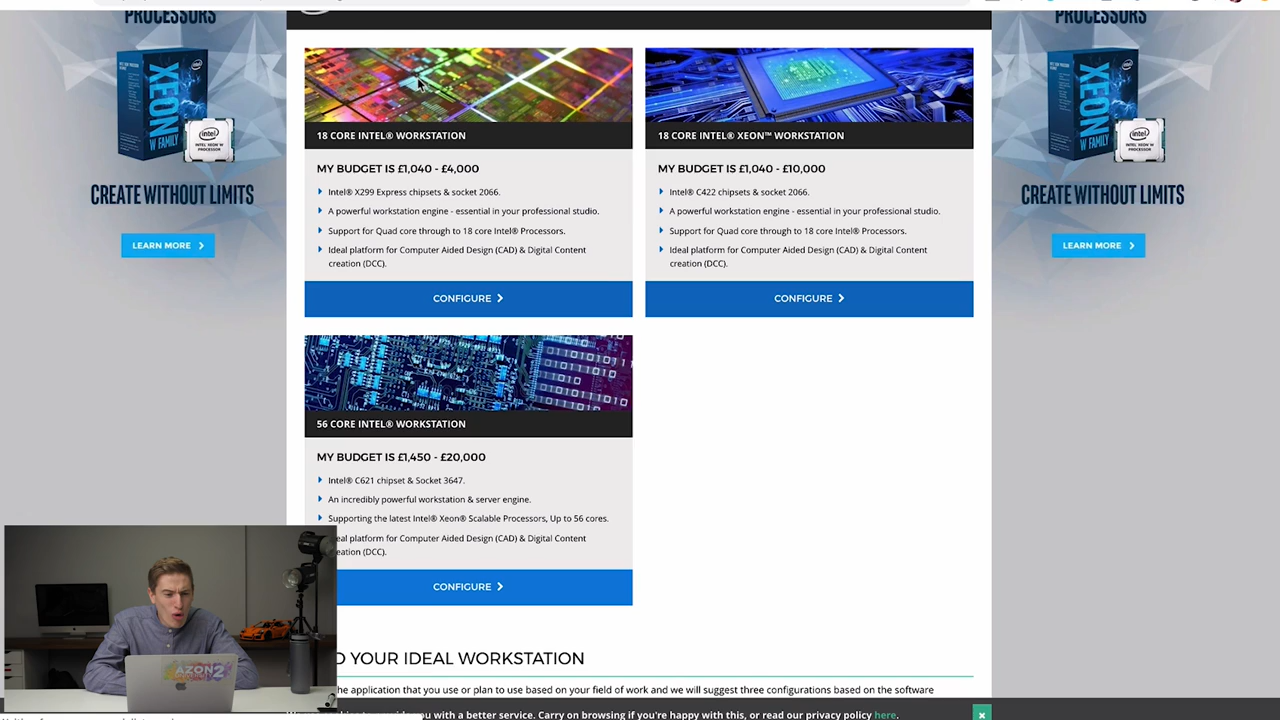 PROCESSORS
XEON
W FAMILY
intel
INTEL XEON W
PROCESSOR
CREATE WITHOUT LIMITS
LEARN MORE
18 CORE INTEL® WORKSTATION
MY BUDGET IS £1,040 - £4,000
Intel® X299 Express chipsets & socket 2066.
A powerful workstation engine - essential in your professional studio.
Support for Quad core through to 18 core Intel® Processors.
Ideal platform for Computer Aided Design (CAD) & Digital Content
creation (DCC).
CONFIGURE
18 CORE INTEL® XEON™ WORKSTATION
MY BUDGET IS £1,040 - £10,000
Intel® C422 chipsets & socket 2066.
A powerful workstation engine - essential in your professional studio.
Support for Quad core through to 18 core Intel® Processors.
Ideal platform for Computer Aided Design (CAD) & Digital Content
creation (DCC).
CONFIGURE
56 CORE INTEL® WORKSTATION
MY BUDGET IS £1,450 - £20,000
Intel® C621 chipset & Socket 3647.
An incredibly powerful workstation & server engine.
Supporting the latest Intel® Xeon® Scalable Processors, Up to 56 cores.
eal platform for Computer Aided Design (CAD) & Digital Content
eation (DCC).
CONFIGURE
PROCESSORS
XEON
W FAMILY
intel
INTEL XEON W
PROCESSOR
CREATE WITHOUT LIMITS
LEARN MORE
AZON2
D YOUR IDEAL WORKSTATION
he application that you use or plan to use based on your field of work and we will suggest three configurations based on the software
you with a better service. Carry on browsing if you're happy with this, or read our privacy policy here.